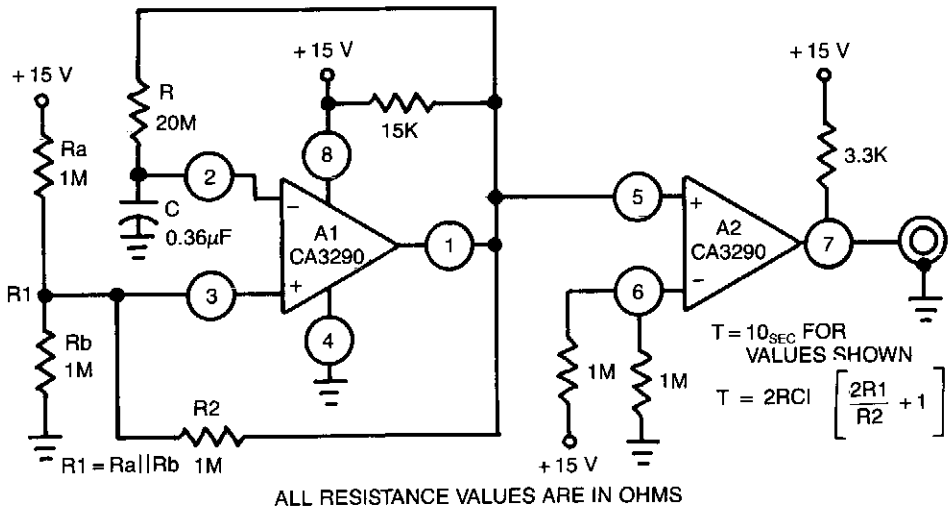 +15 V
Ra
1M
R1
Rb
1M
R1 = Ra||Rb
R
20M
C
0.36µF
2
3
+15 V
8
15K
−
+
A1
CA3290
1
4
R2
1M
5
6
+
−
A2
CA3290
7
+15 V
3.3K
1M
1M
+15 V
T = 10SEC FOR
VALUES SHOWN
T = 2RCI [2R1/R2 + 1]
ALL RESISTANCE VALUES ARE IN OHMS